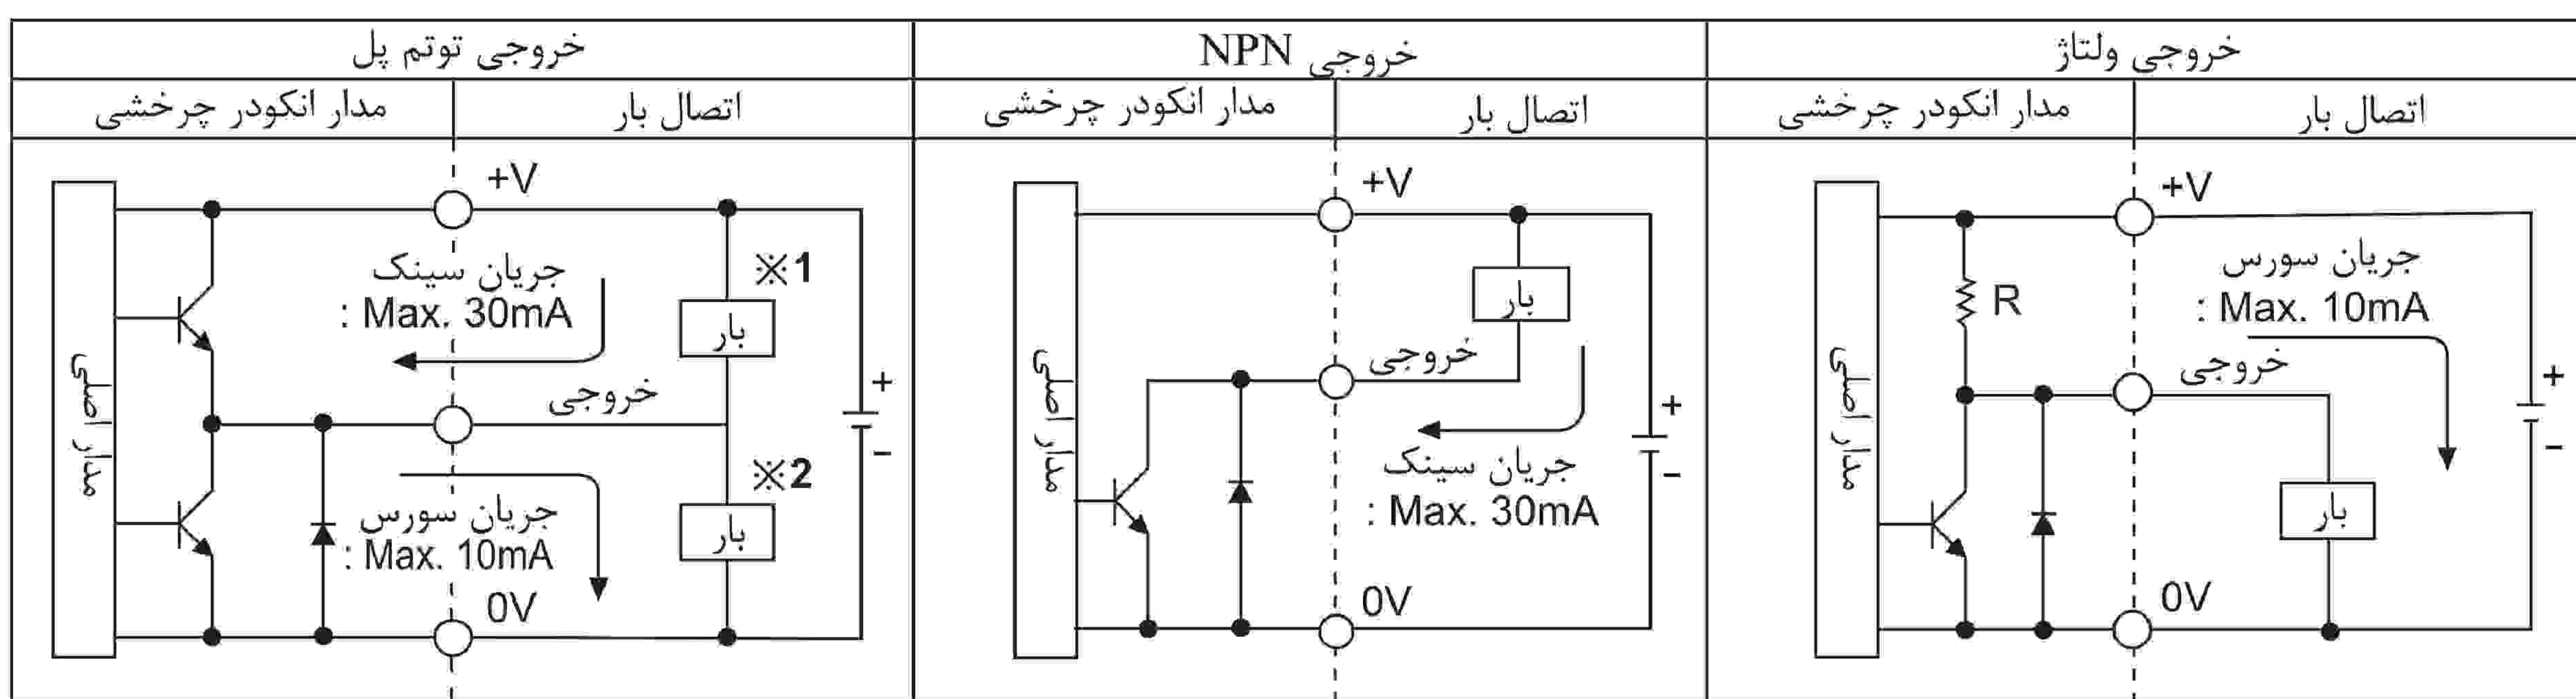 خروجی توتم پل
خروجی NPN
خروجی ولتاژ
مدار انکودر چرخشی
اتصال بار
مدار انکودر چرخشی
اتصال بار
مدار انکودر چرخشی
اتصال بار
+V
جریان سینک
: Max. 30mA
※1
بار
خروجی
مدار اصلی
+
-
※2
جریان سورس
: Max. 10mA
بار
0V
+V
بار
خروجی
مدار اصلی
+
-
جریان سینک
: Max. 30mA
0V
+V
جریان سورس
: Max. 10mA
R
خروجی
مدار اصلی
+
-
بار
0V